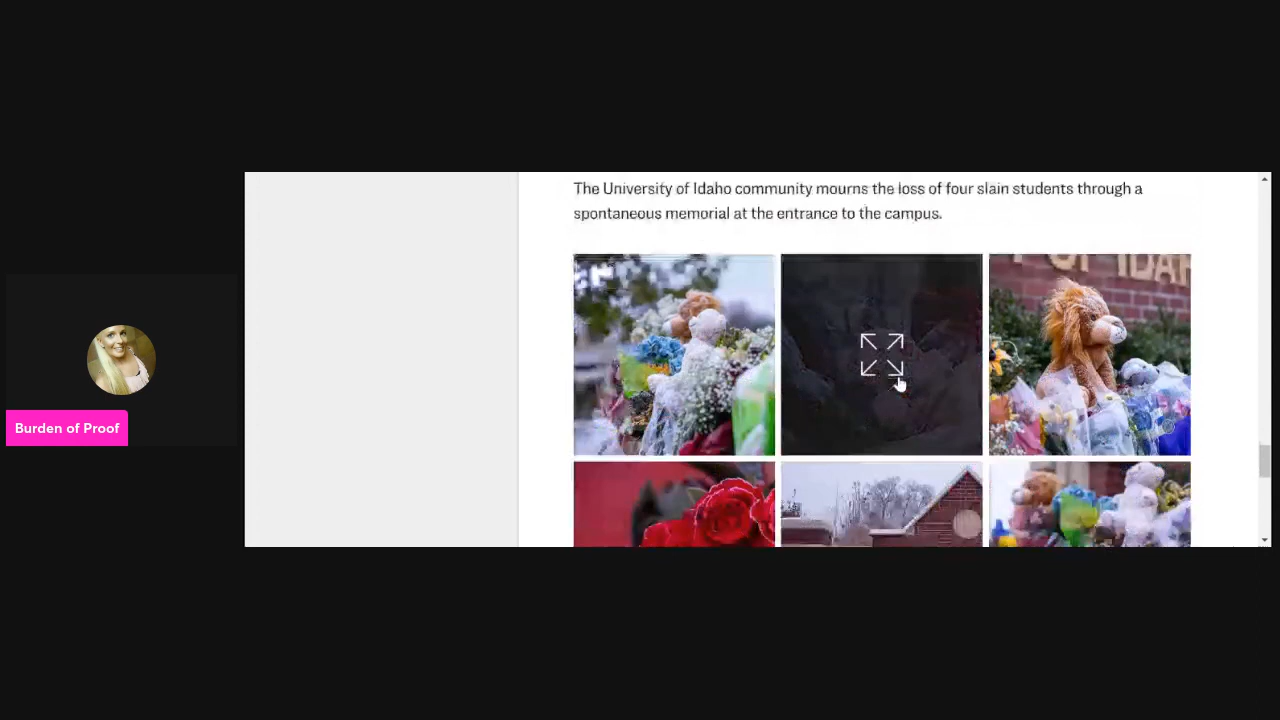 The University of Idaho community mourns the loss of four slain students through a
spontaneous memorial at the entrance to the campus.
Burden of Proof